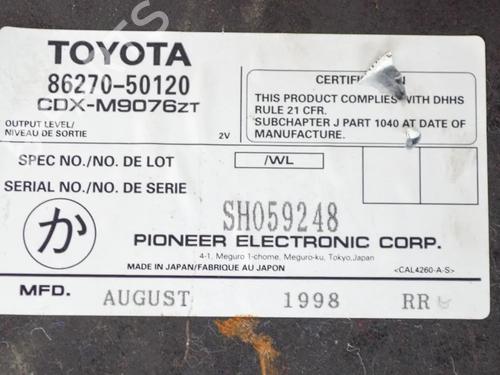 TOYOTA
86270-50120
CDX-M9076ZT
OUTPUT LEVEL/
NIVEAU DE SORTIE 2V
THIS PRODUCT COMPLIES WITH DHHS
RULE 21 CFR.
SUBCHAPTER J PART 1040 AT DATE OF
MANUFACTURE.
SPEC NO./NO. DE LOT /WL
SERIAL NO./NO. DE SERIE
SH059248
か
PIONEER ELECTRONIC CORP.
4-1, Meguro 1-chome, Meguro-ku, Tokyo, Japan
MADE IN JAPAN/FABRIQUE AU JAPON <CAL4260-A-S>
MFD. AUGUST 1998 RR